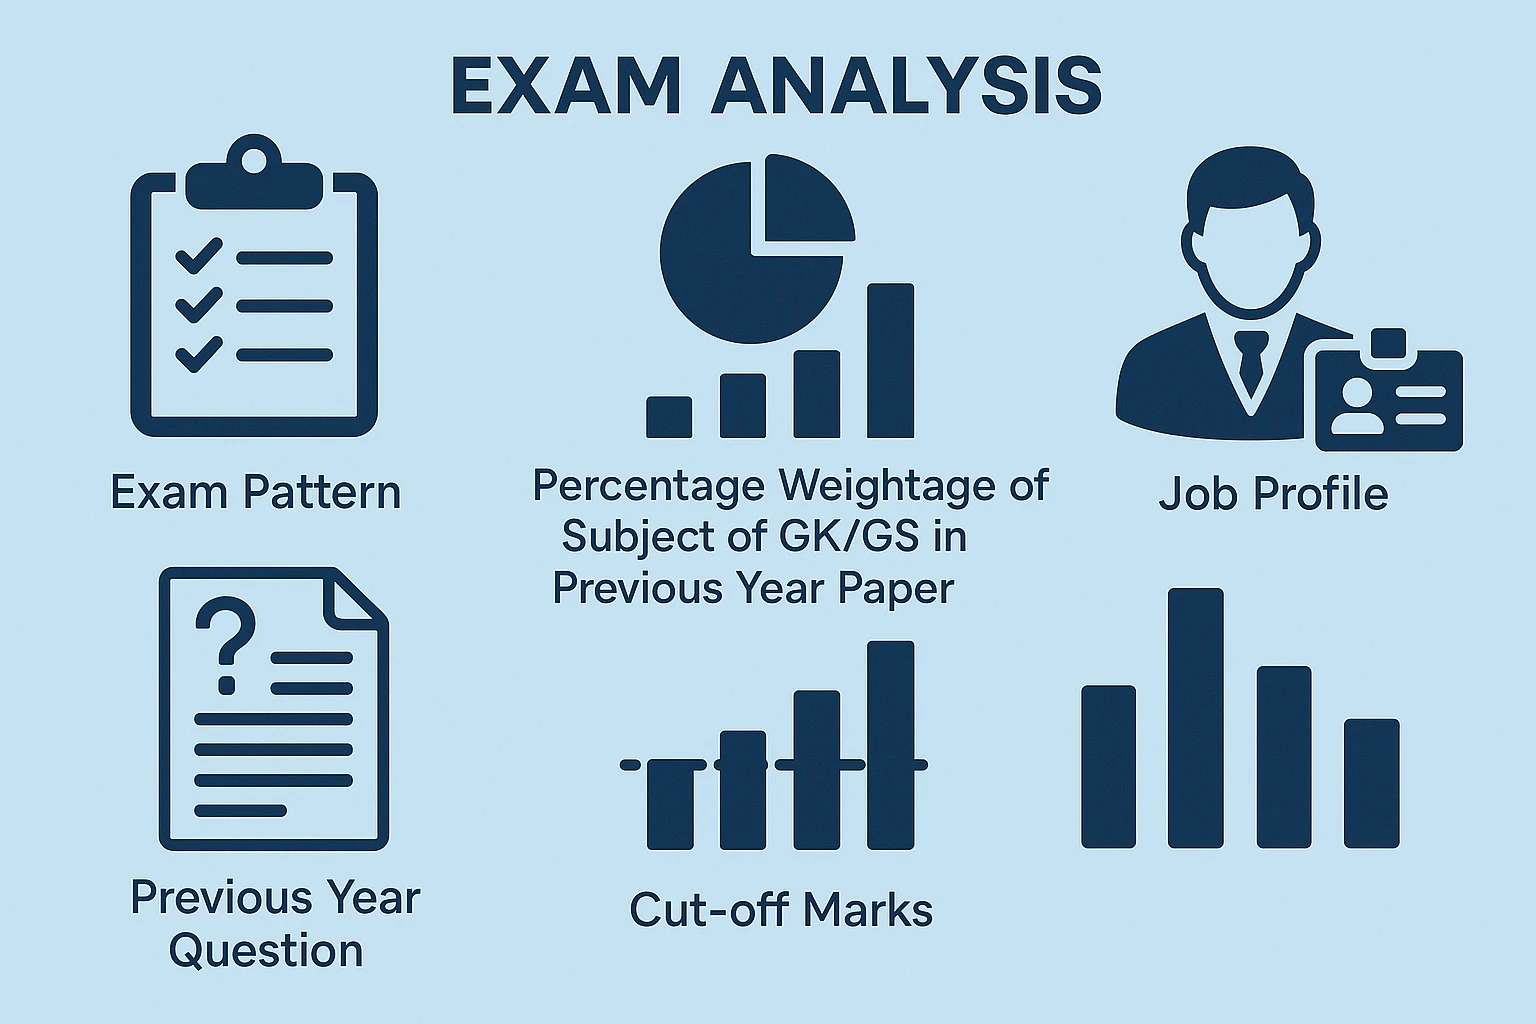 EXAM ANALYSIS
Exam Pattern
Percentage Weightage of
Subject of GK/GS in
Previous Year Paper
Job Profile
?
Previous Year
Question
Cut-off Marks